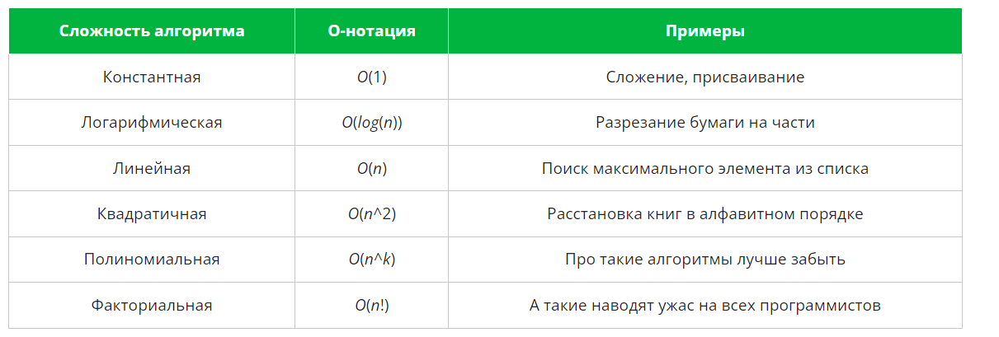 Сложность алгоритма О-нотация Примеры
Константная O(1) Сложение, присваивание
Логарифмическая O(log(n)) Разрезание бумаги на части
Линейная O(n) Поиск максимального элемента из списка
Квадратичная O(n^2) Расстановка книг в алфавитном порядке
Полиномиальная O(n^k) Про такие алгоритмы лучше забыть
Факториальная O(n!) А такие наводят ужас на всех программистов